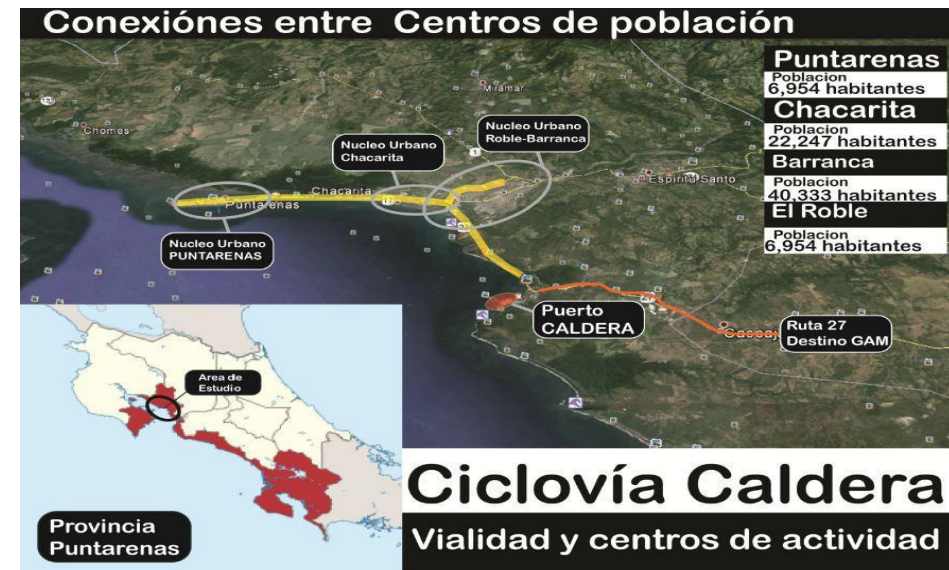 Conexiónes entre Centros de población
Puntarenas
Poblacion
6,954 habitantes
Chacarita
Poblacion
22,247 habitantes
Barranca
Poblacion
40,333 habitantes
El Roble
Poblacion
6,954 habitantes
Miramar
Chomes
Nucleo Urbano
Roble-Barranca
Nucleo Urbano
Chacarita
1
Espiritu Santo
Chacarita
17
Puntarenas
Nucleo Urbano
PUNTARENAS
Puerto
CALDERA
Ruta 27
Destino GAM
Area de
Estudio
Provincia
Puntarenas
Ciclovía Caldera
Vialidad y centros de actividad